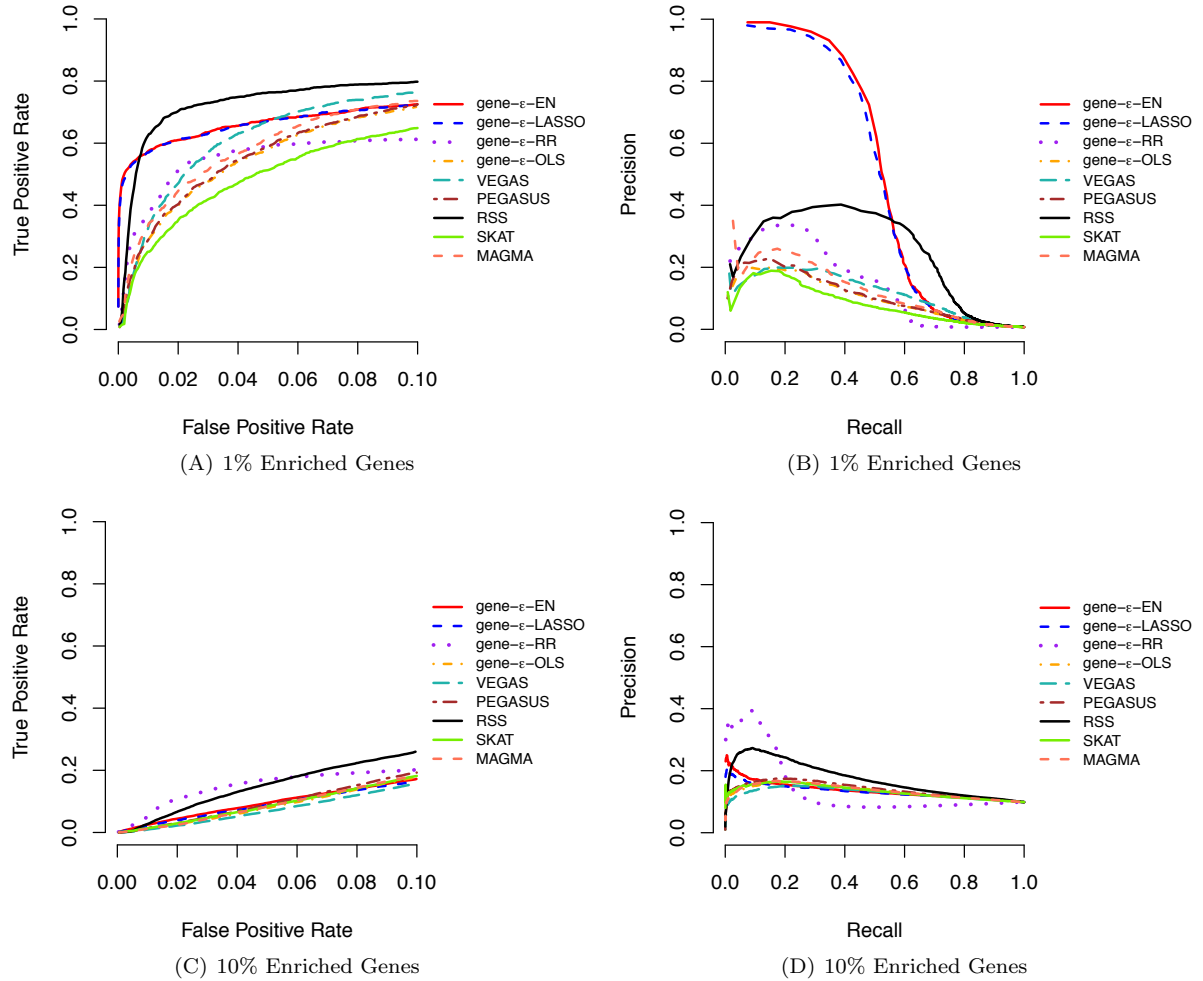 True Positive Rate
0.0 0.2 0.4 0.6 0.8 1.0
0.00 0.02 0.04 0.06 0.08 0.10
False Positive Rate
gene-ε-EN
gene-ε-LASSO
gene-ε-RR
gene-ε-OLS
VEGAS
PEGASUS
RSS
SKAT
MAGMA
(A) 1% Enriched Genes
Precision
0.0 0.2 0.4 0.6 0.8 1.0
0.0 0.2 0.4 0.6 0.8 1.0
Recall
gene-ε-EN
gene-ε-LASSO
gene-ε-RR
gene-ε-OLS
VEGAS
PEGASUS
RSS
SKAT
MAGMA
(B) 1% Enriched Genes
True Positive Rate
0.0 0.2 0.4 0.6 0.8 1.0
0.00 0.02 0.04 0.06 0.08 0.10
False Positive Rate
gene-ε-EN
gene-ε-LASSO
gene-ε-RR
gene-ε-OLS
VEGAS
PEGASUS
RSS
SKAT
MAGMA
(C) 10% Enriched Genes
Precision
0.0 0.2 0.4 0.6 0.8 1.0
0.0 0.2 0.4 0.6 0.8 1.0
Recall
gene-ε-EN
gene-ε-LASSO
gene-ε-RR
gene-ε-OLS
VEGAS
PEGASUS
RSS
SKAT
MAGMA
(D) 10% Enriched Genes